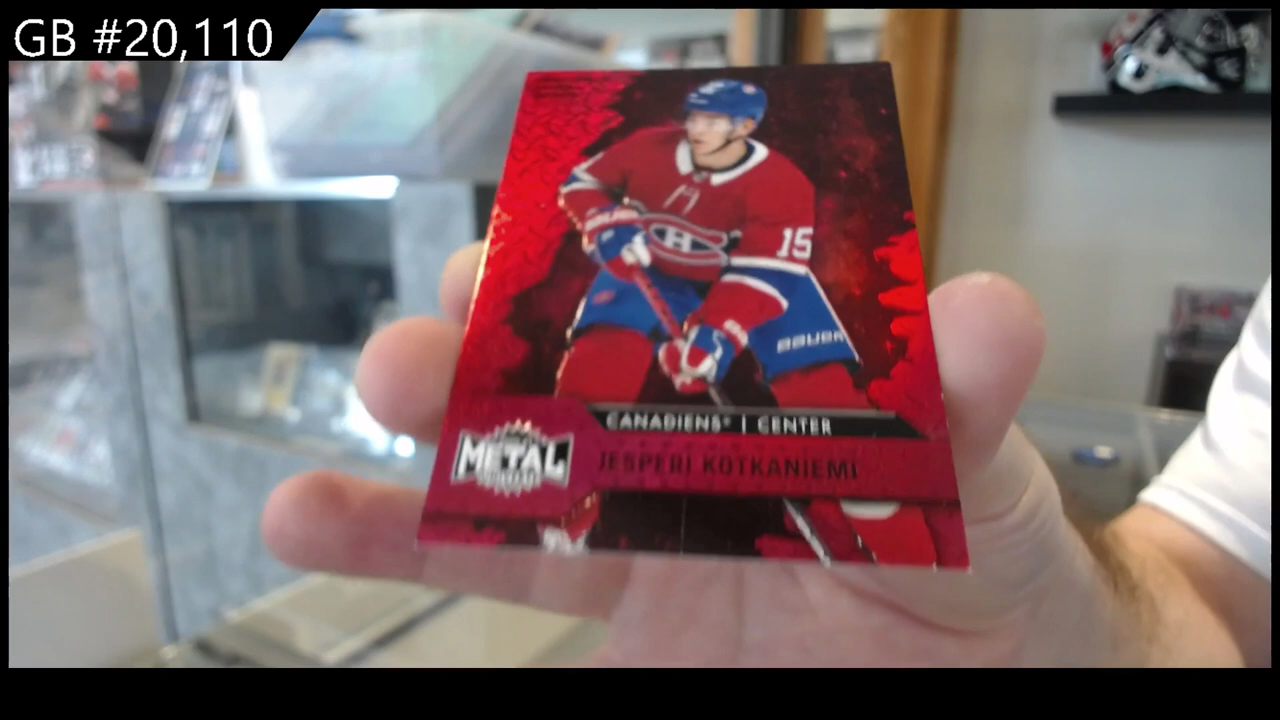 GB #20,110
15
BAUER
CANADIENS | CENTER
METAL
JESPERI KOTKANIEMI